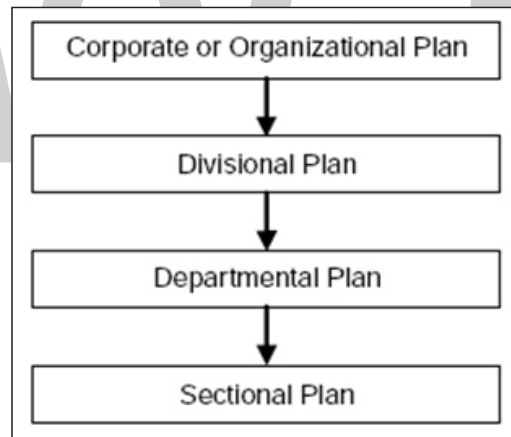 Corporate or Organizational Plan
Divisional Plan
Departmental Plan
Sectional Plan